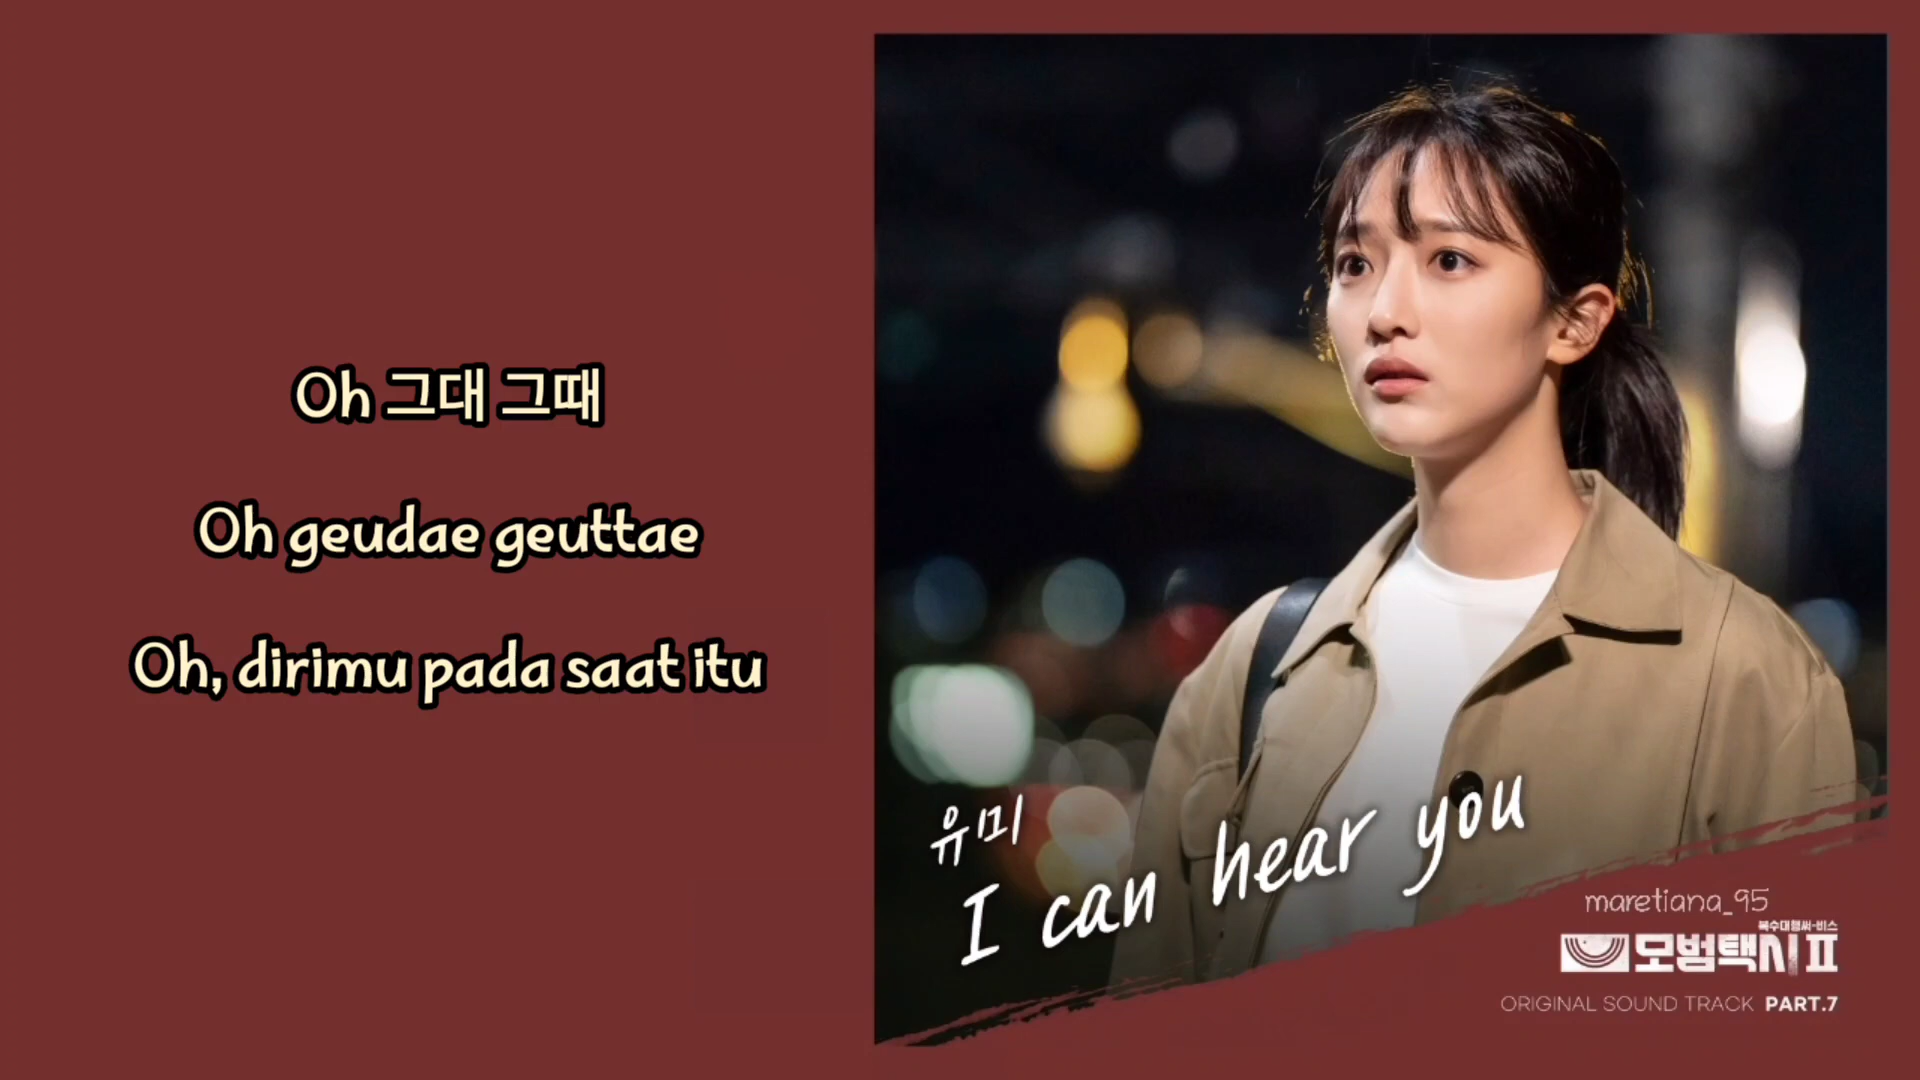 Oh 그대 그때
Oh geudae geuttae
Oh, dirimu pada saat itu
유미
I can hear you
maretiana_95
복수대행써-비스
모범택시 II
ORIGINAL SOUND TRACK PART.7